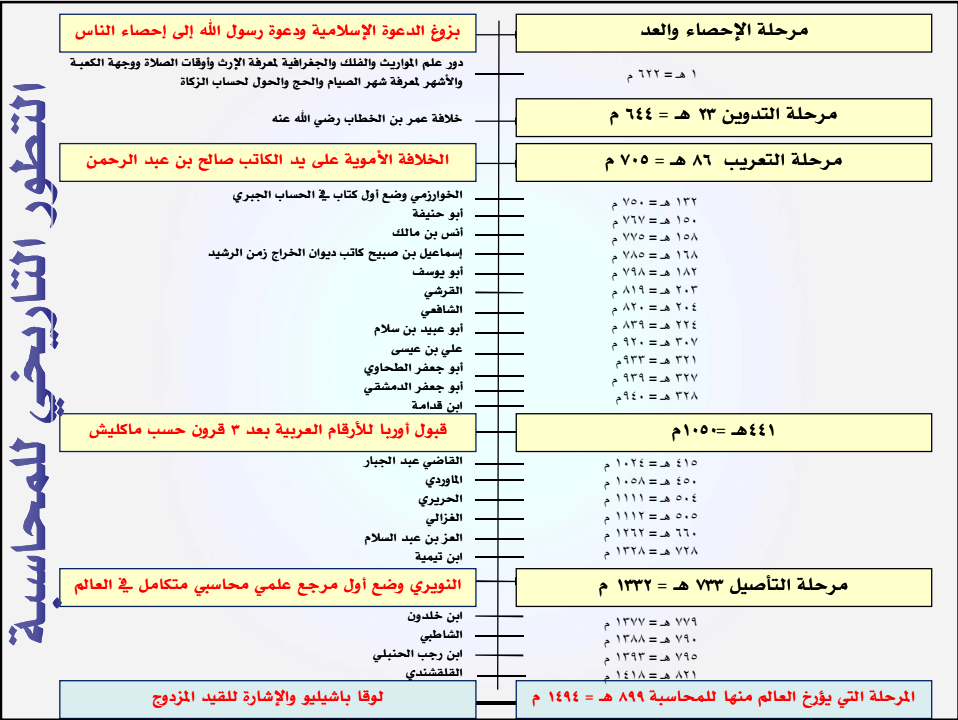 التطور التاريخي للمحاسبة
مرحلة الإحصاء والعد
بزوغ الدعوة الإسلامية ودعوة رسول الله إلى إحصاء الناس
١ هـ = ٦٢٢ م
دور علم المواريث والفلك والجغرافية لمعرفة الإرث وأوقات الصلاة ووجهة الكعبة
والأشهر لمعرفة شهر الصيام والحج والحول لحساب الزكاة
مرحلة التدوين ٢٣ هـ = ٦٤٤ م
خلافة عمر بن الخطاب رضي الله عنه
مرحلة التعريب ٨٦ هـ = ٧٠٥ م
الخلافة الأموية على يد الكاتب صالح بن عبد الرحمن
١٣٢ هـ = ٧٥٠ م
١٥٠ هـ = ٧٦٧ م
١٥٨ هـ = ٧٧٥ م
١٦٨ هـ = ٧٨٥ م
١٨٢ هـ = ٧٩٨ م
٢٠٣ هـ = ٨١٩ م
٢٠٤ هـ = ٨٢٠ م
٢٢٤ هـ = ٨٣٩ م
٣٠٧ هـ = ٩٢٠ م
٣٢١ هـ = ٩٣٣ م
٣٢٧ هـ = ٩٣٩ م
٣٢٨ هـ = ٩٤٠ م
الخوارزمي وضع أول كتاب في الحساب الجبري
أبو حنيفة
أنس بن مالك
إسماعيل بن صبيح كاتب ديوان الخراج زمن الرشيد
أبو يوسف
القرشي
الشافعي
أبو عبيد بن سلام
علي بن عيسى
أبو جعفر الطحاوي
أبو جعفر الدمشقي
ابن قدامة
٤٤١هـ =١٠٥٠م
قبول أوربا للأرقام العربية بعد ٣ قرون حسب ماكليش
٤١٥ هـ = ١٠٢٤ م
٤٥٠ هـ = ١٠٥٨ م
٥٠٤ هـ = ١١١١ م
٥٠٥ هـ = ١١١٢ م
٦٦٠ هـ = ١٢٦٢ م
٧٢٨ هـ = ١٣٢٨ م
القاضي عبد الجبار
الماوردي
الحريري
الغزالي
العز بن عبد السلام
ابن تيمية
مرحلة التأصيل ٧٣٣ هـ = ١٣٣٢ م
النويري وضع أول مرجع علمي محاسبي متكامل في العالم
٧٧٩ هـ = ١٣٧٧ م
٧٩٠ هـ = ١٣٨٨ م
٧٩٥ هـ = ١٣٩٣ م
٨٢١ هـ = ١٤١٨ م
ابن خلدون
الشاطبي
ابن رجب الحنبلي
القلقشندي
المرحلة التي يؤرخ العالم منها للمحاسبة ٨٩٩ هـ = ١٤٩٤ م
لوقا باشيليو والإشارة للقيد المزدوج